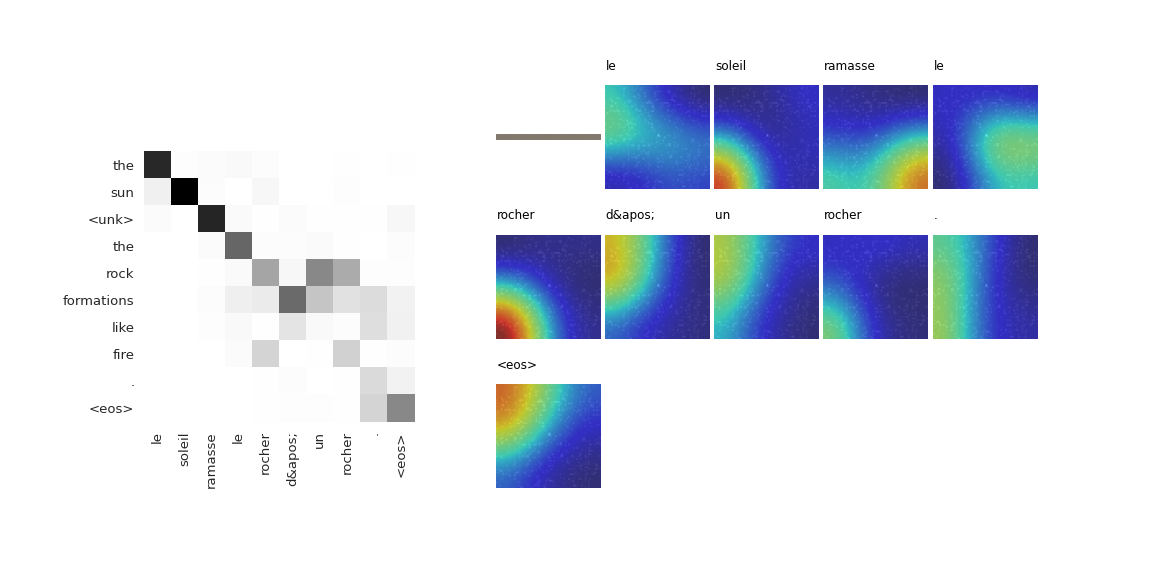 the
sun
<unk>
the
rock
formations
like
fire
.
<eos>
le
soleil
ramasse
le
rocher
d&apos;
un
rocher
.
<eos>
le soleil ramasse le
rocher d&apos; un rocher .
<eos>